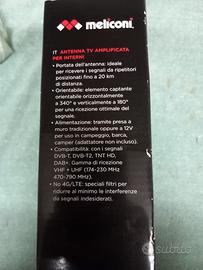 meliconi
IT ANTENNA TV AMPLIFICATA
PER INTERNI
• Portata dell'antenna: ideale
per ricevere i segnali da ripetitori
posizionati fino a 20 km
di distanza.
• Orientabile: elemento captante
orientabile orizzontalmente
a 340° e verticalmente a 180°
per una ricezione ottimale del
segnale.
• Alimentazione: tramite presa a
muro tradizionale oppure a 12V
per uso in campeggio, barca,
camper (adattatore non incluso).
• Compatibilità: con i segnali
DVB-T, DVB-T2, TNT HD,
DAB+. Gamma di ricezione
VHF + UHF (174-230 MHz
470-790 MHz).
• No 4G/LTE: speciali filtri per
ridurre al minimo le interferenze
da segnali Indesiderati.
subito